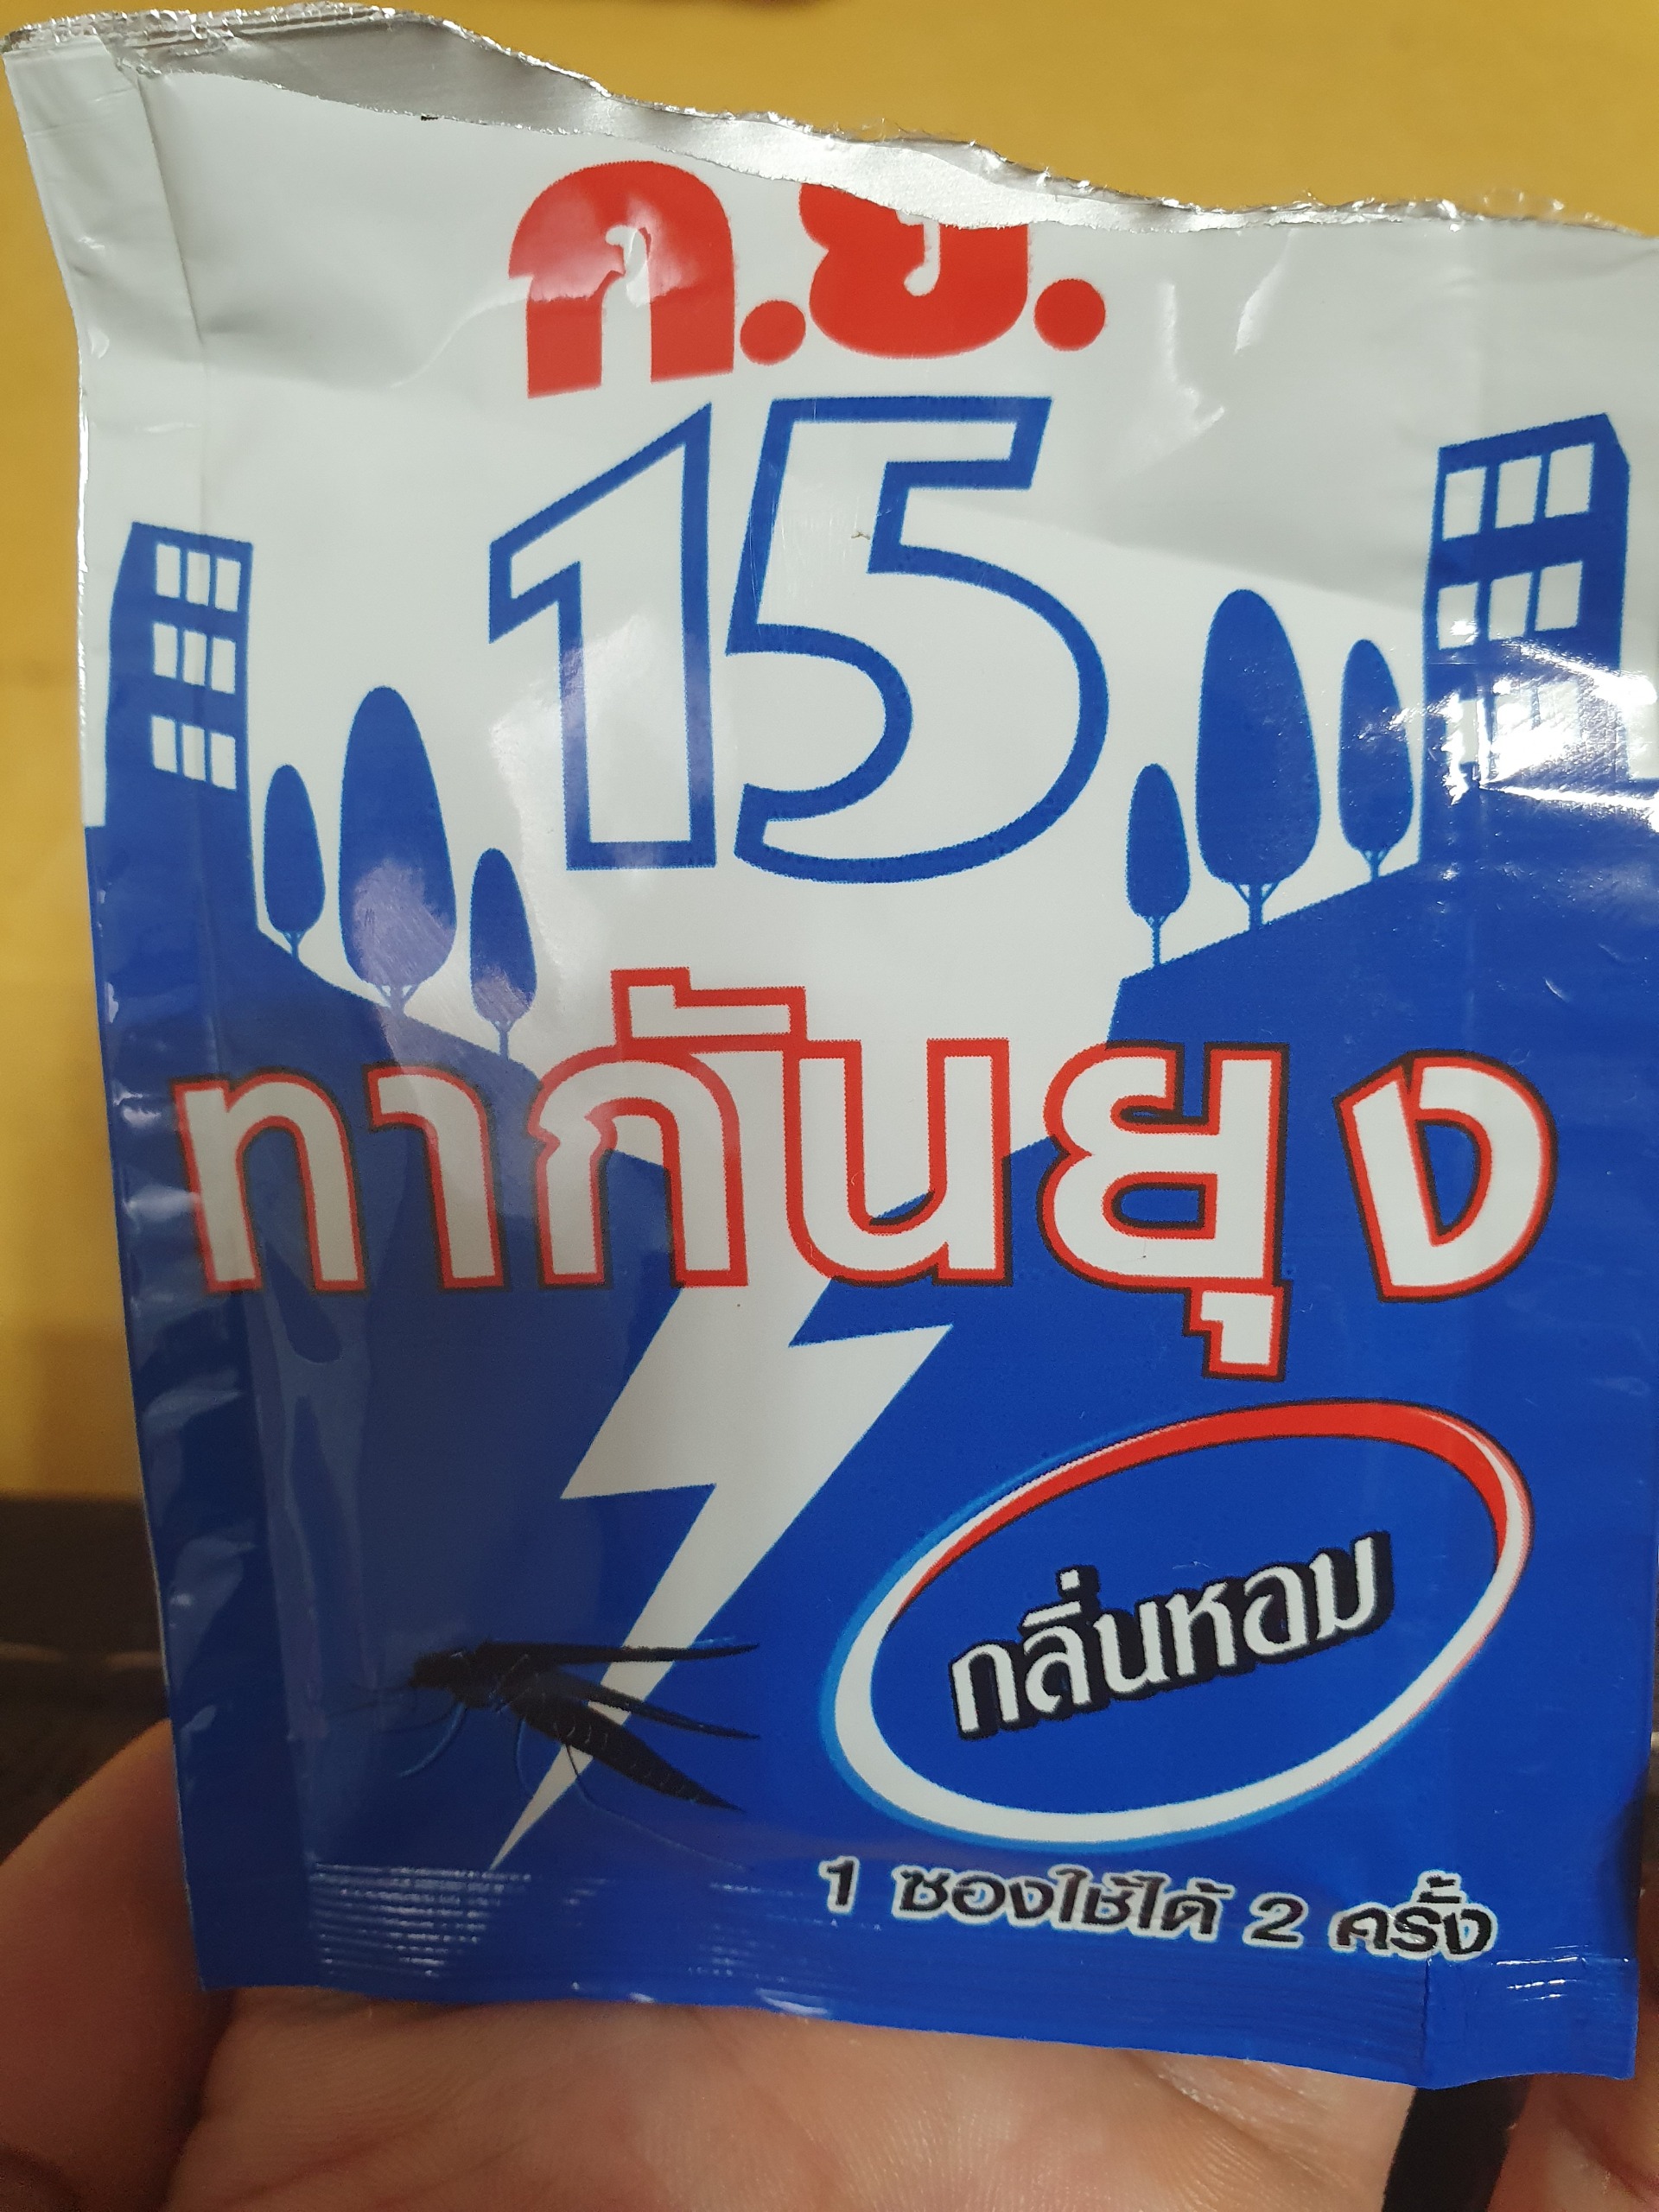 ก.ย.
15
ทากันยุง
กลิ่นหอม
1 ซองใช้ได้ 2 ครั้ง